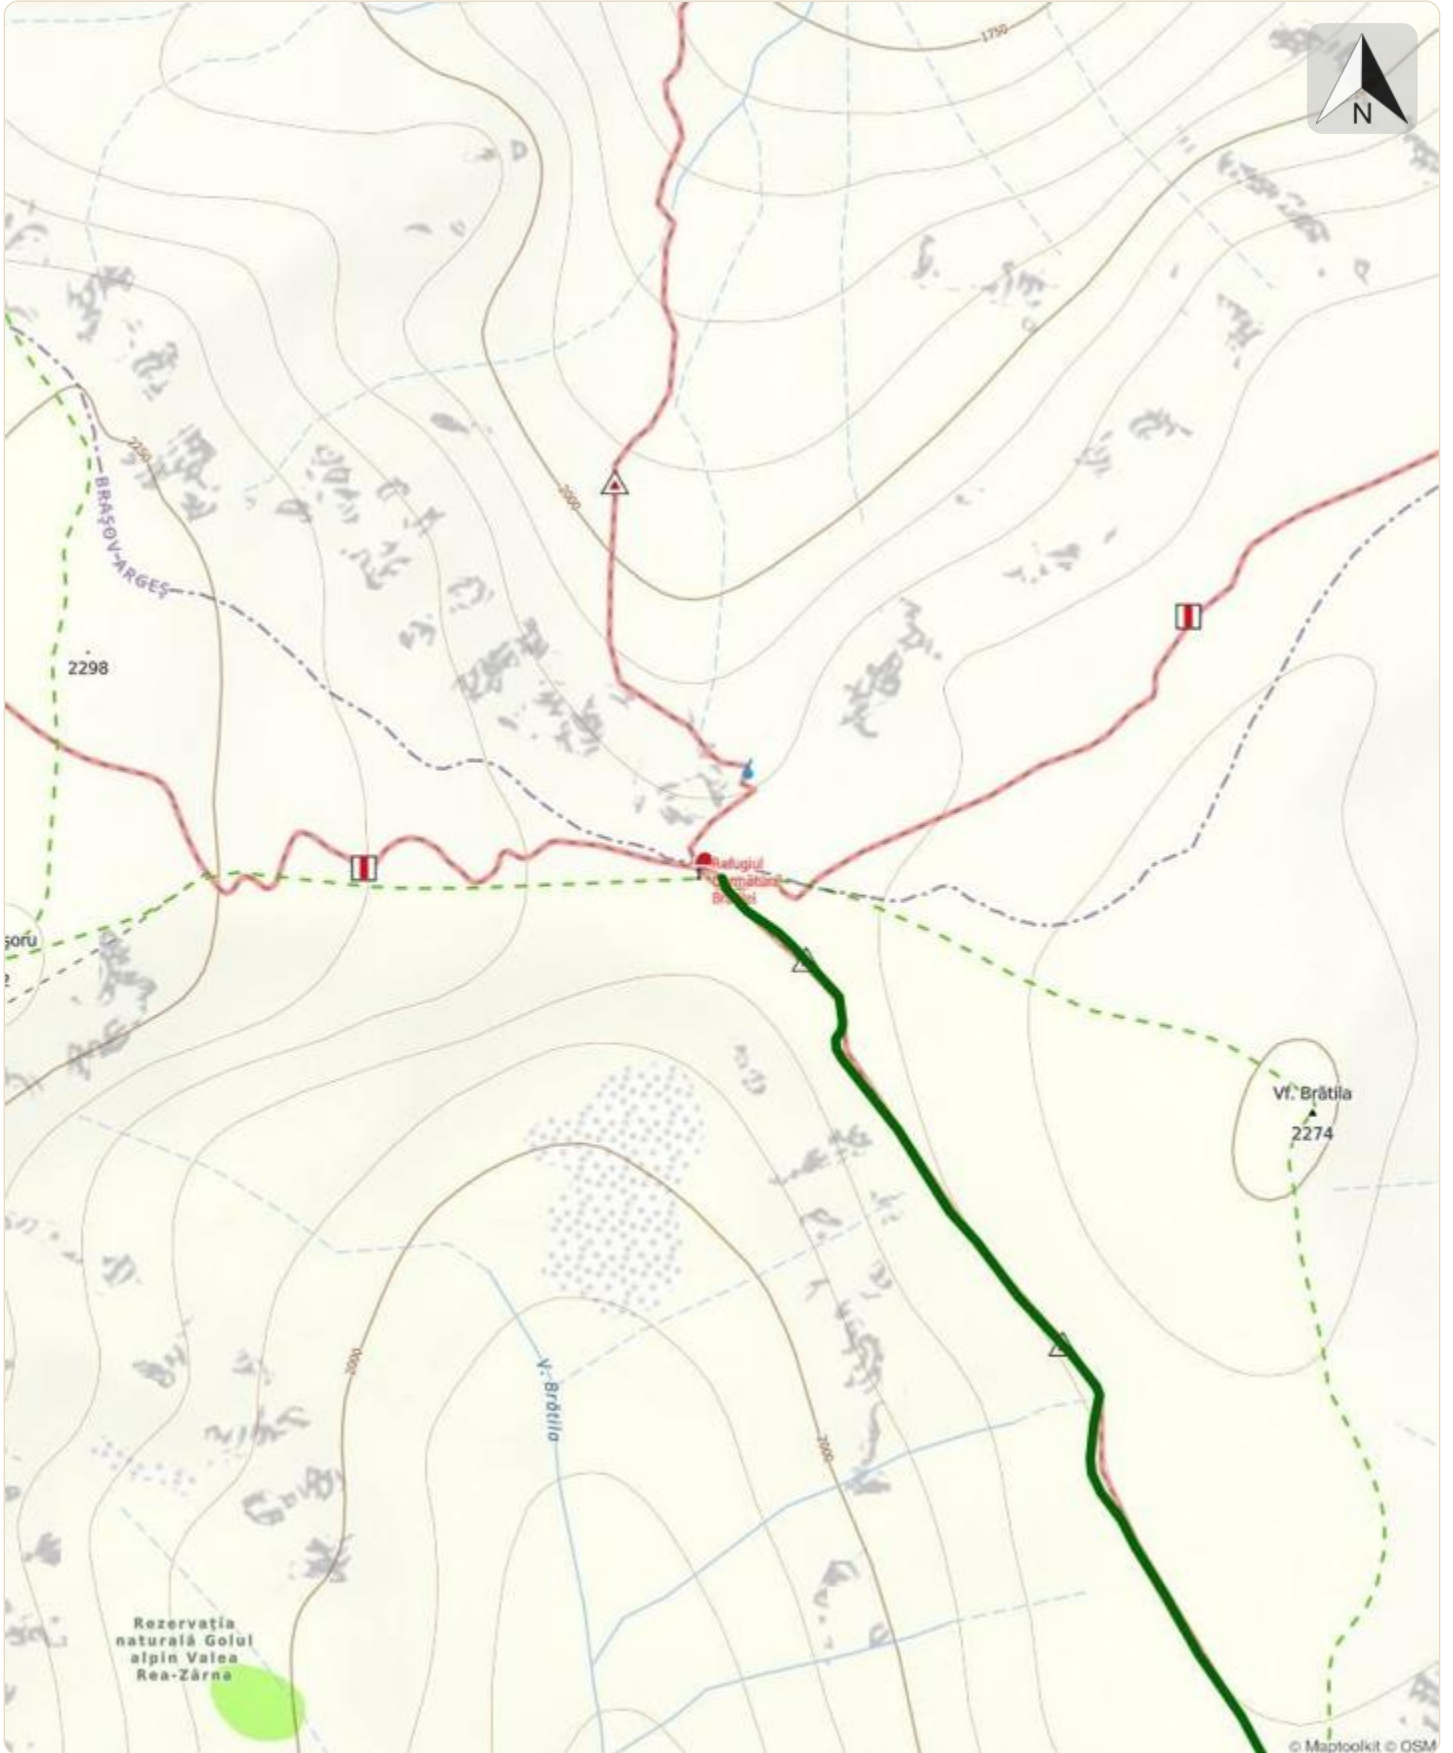 1750
N
2250
2000
BRAŞOV-ARGEŞ
2298
Refugiul
şoru
2
Vf. Brătila
2274
2000
V. Brătila
2000
Rezervația
naturală Golul
alpin Valea
Rea-Zârna
© Maptoolkit © OSM